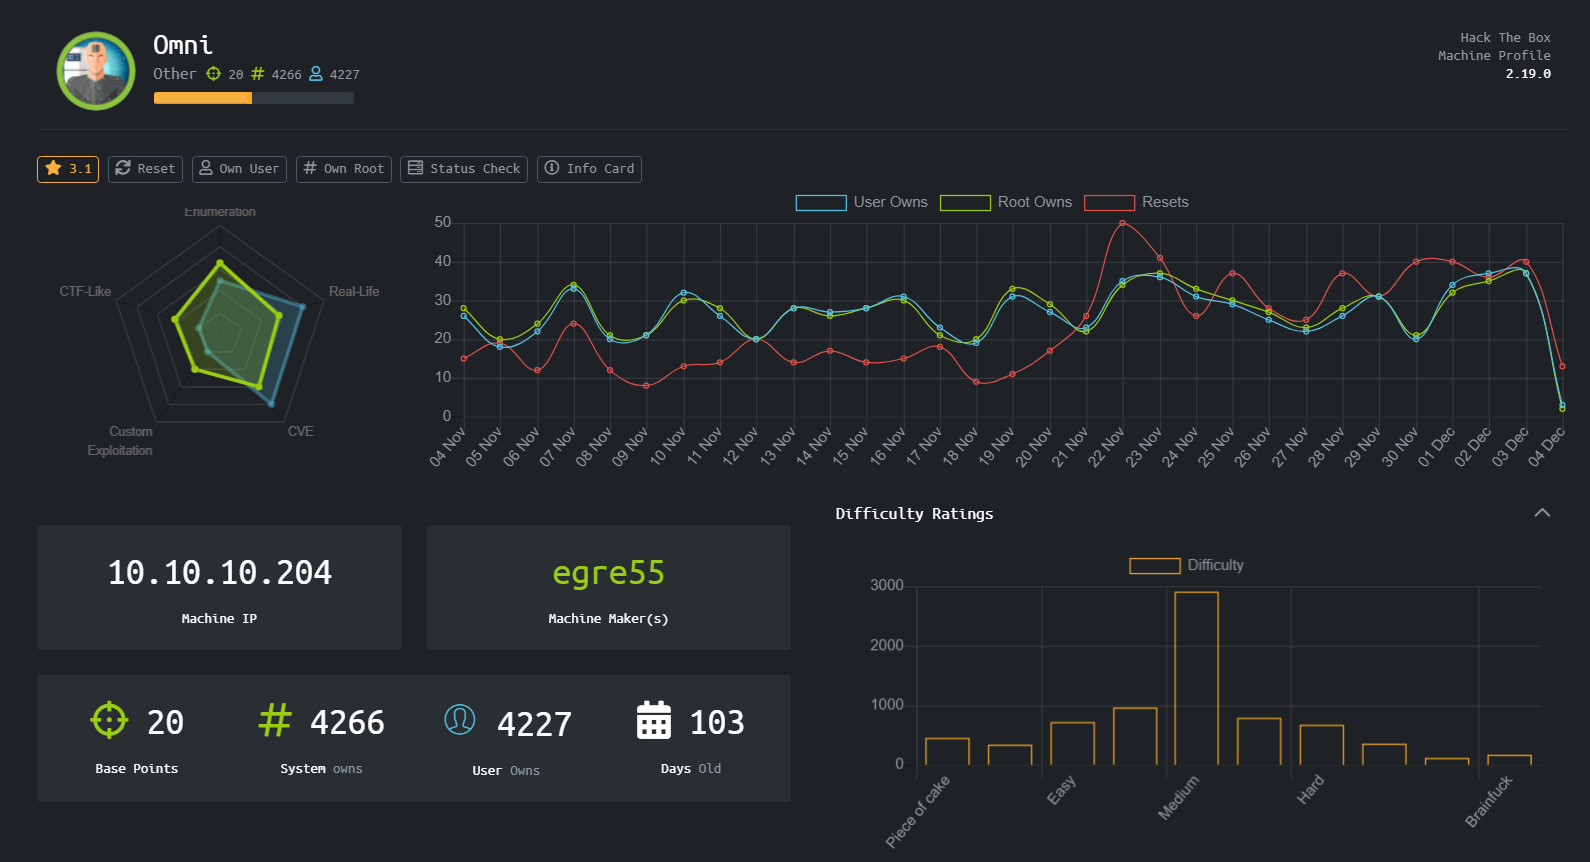 Omni
Other 20 # 4266 4227
Hack The Box
Machine Profile
2.19.0
3.1 Reset Own User # Own Root Status Check Info Card
Enumeration
Real-Life
CVE
Custom
Exploitation
CTF-Like
User Owns Root Owns Resets
50
40
30
20
10
0
04 Nov 05 Nov 06 Nov 07 Nov 08 Nov 09 Nov 10 Nov 11 Nov 12 Nov 13 Nov 14 Nov 15 Nov 16 Nov 17 Nov 18 Nov 19 Nov 20 Nov 21 Nov 22 Nov 23 Nov 24 Nov 25 Nov 26 Nov 27 Nov 28 Nov 29 Nov 30 Nov 01 Dec 02 Dec 03 Dec 04 Dec
10.10.10.204
Machine IP
egre55
Machine Maker(s)
20 # 4266 4227 103
Base Points System owns User Owns Days Old
Difficulty Ratings
Difficulty
3000
2000
1000
0
Piece of cake Easy Medium Hard Brainfuck